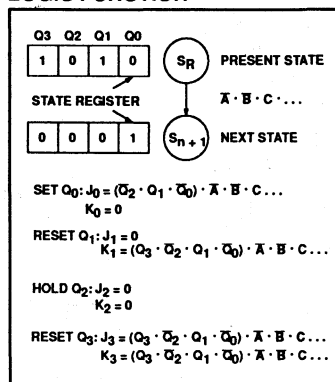 LOGIC FUNCTION
Q3 Q2 Q1 Q0
1 0 1 0
S_R
PRESENT STATE
STATE REGISTER
A̅ · B̅ · C · ...
0 0 0 1
S_n + 1
NEXT STATE
SET Q₀: J₀ = (Q̅₂ · Q₁ · Q̅₀) · A̅ · B̅ · C . . .
K₀ = 0
RESET Q₁: J₁ = 0
K₁ = (Q₃ · Q̅₂ · Q₁ · Q̅₀) · A̅ · B̅ · C . . .
HOLD Q₂: J₂ = 0
K₂ = 0
RESET Q₃: J₃ = (Q₃ · Q̅₂ · Q₁ · Q̅₀) · A̅ · B̅ · C . . .
K₃ = (Q₃ · Q̅₂ · Q₁ · Q̅₀) · A̅ · B̅ · C . . .